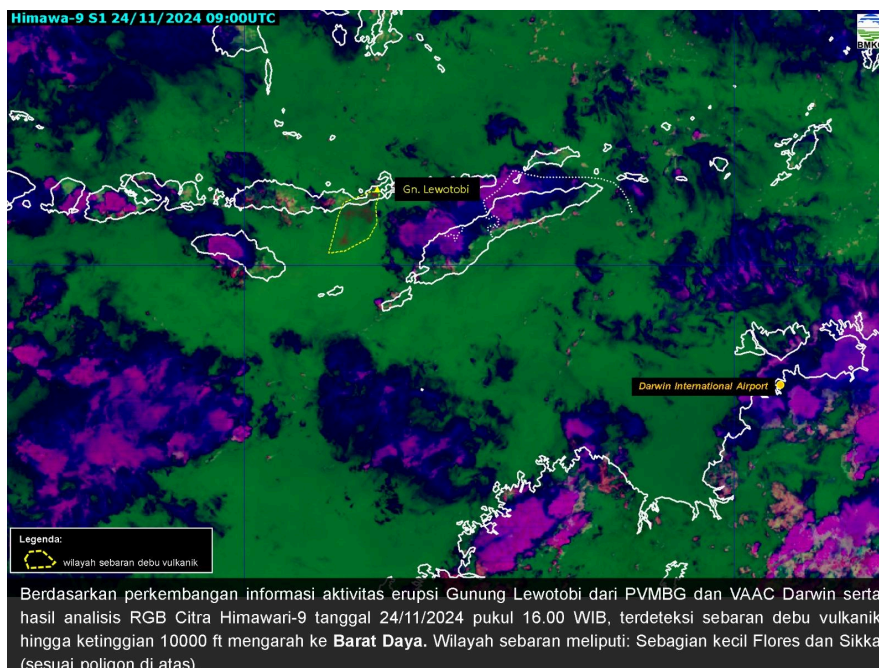 Himawa-9 S1 24/11/2024 09:00UTC
BMKG
Gn. Lewotobi
Darwin International Airport
Legenda:
wilayah sebaran debu vulkanik
Berdasarkan perkembangan informasi aktivitas erupsi Gunung Lewotobi dari PVMBG dan VAAC Darwin serta
hasil analisis RGB Citra Himawari-9 tanggal 24/11/2024 pukul 16.00 WIB, terdeteksi sebaran debu vulkanik
hingga ketinggian 10000 ft mengarah ke Barat Daya. Wilayah sebaran meliputi: Sebagian kecil Flores dan Sikka
(sesuai poligon di atas)